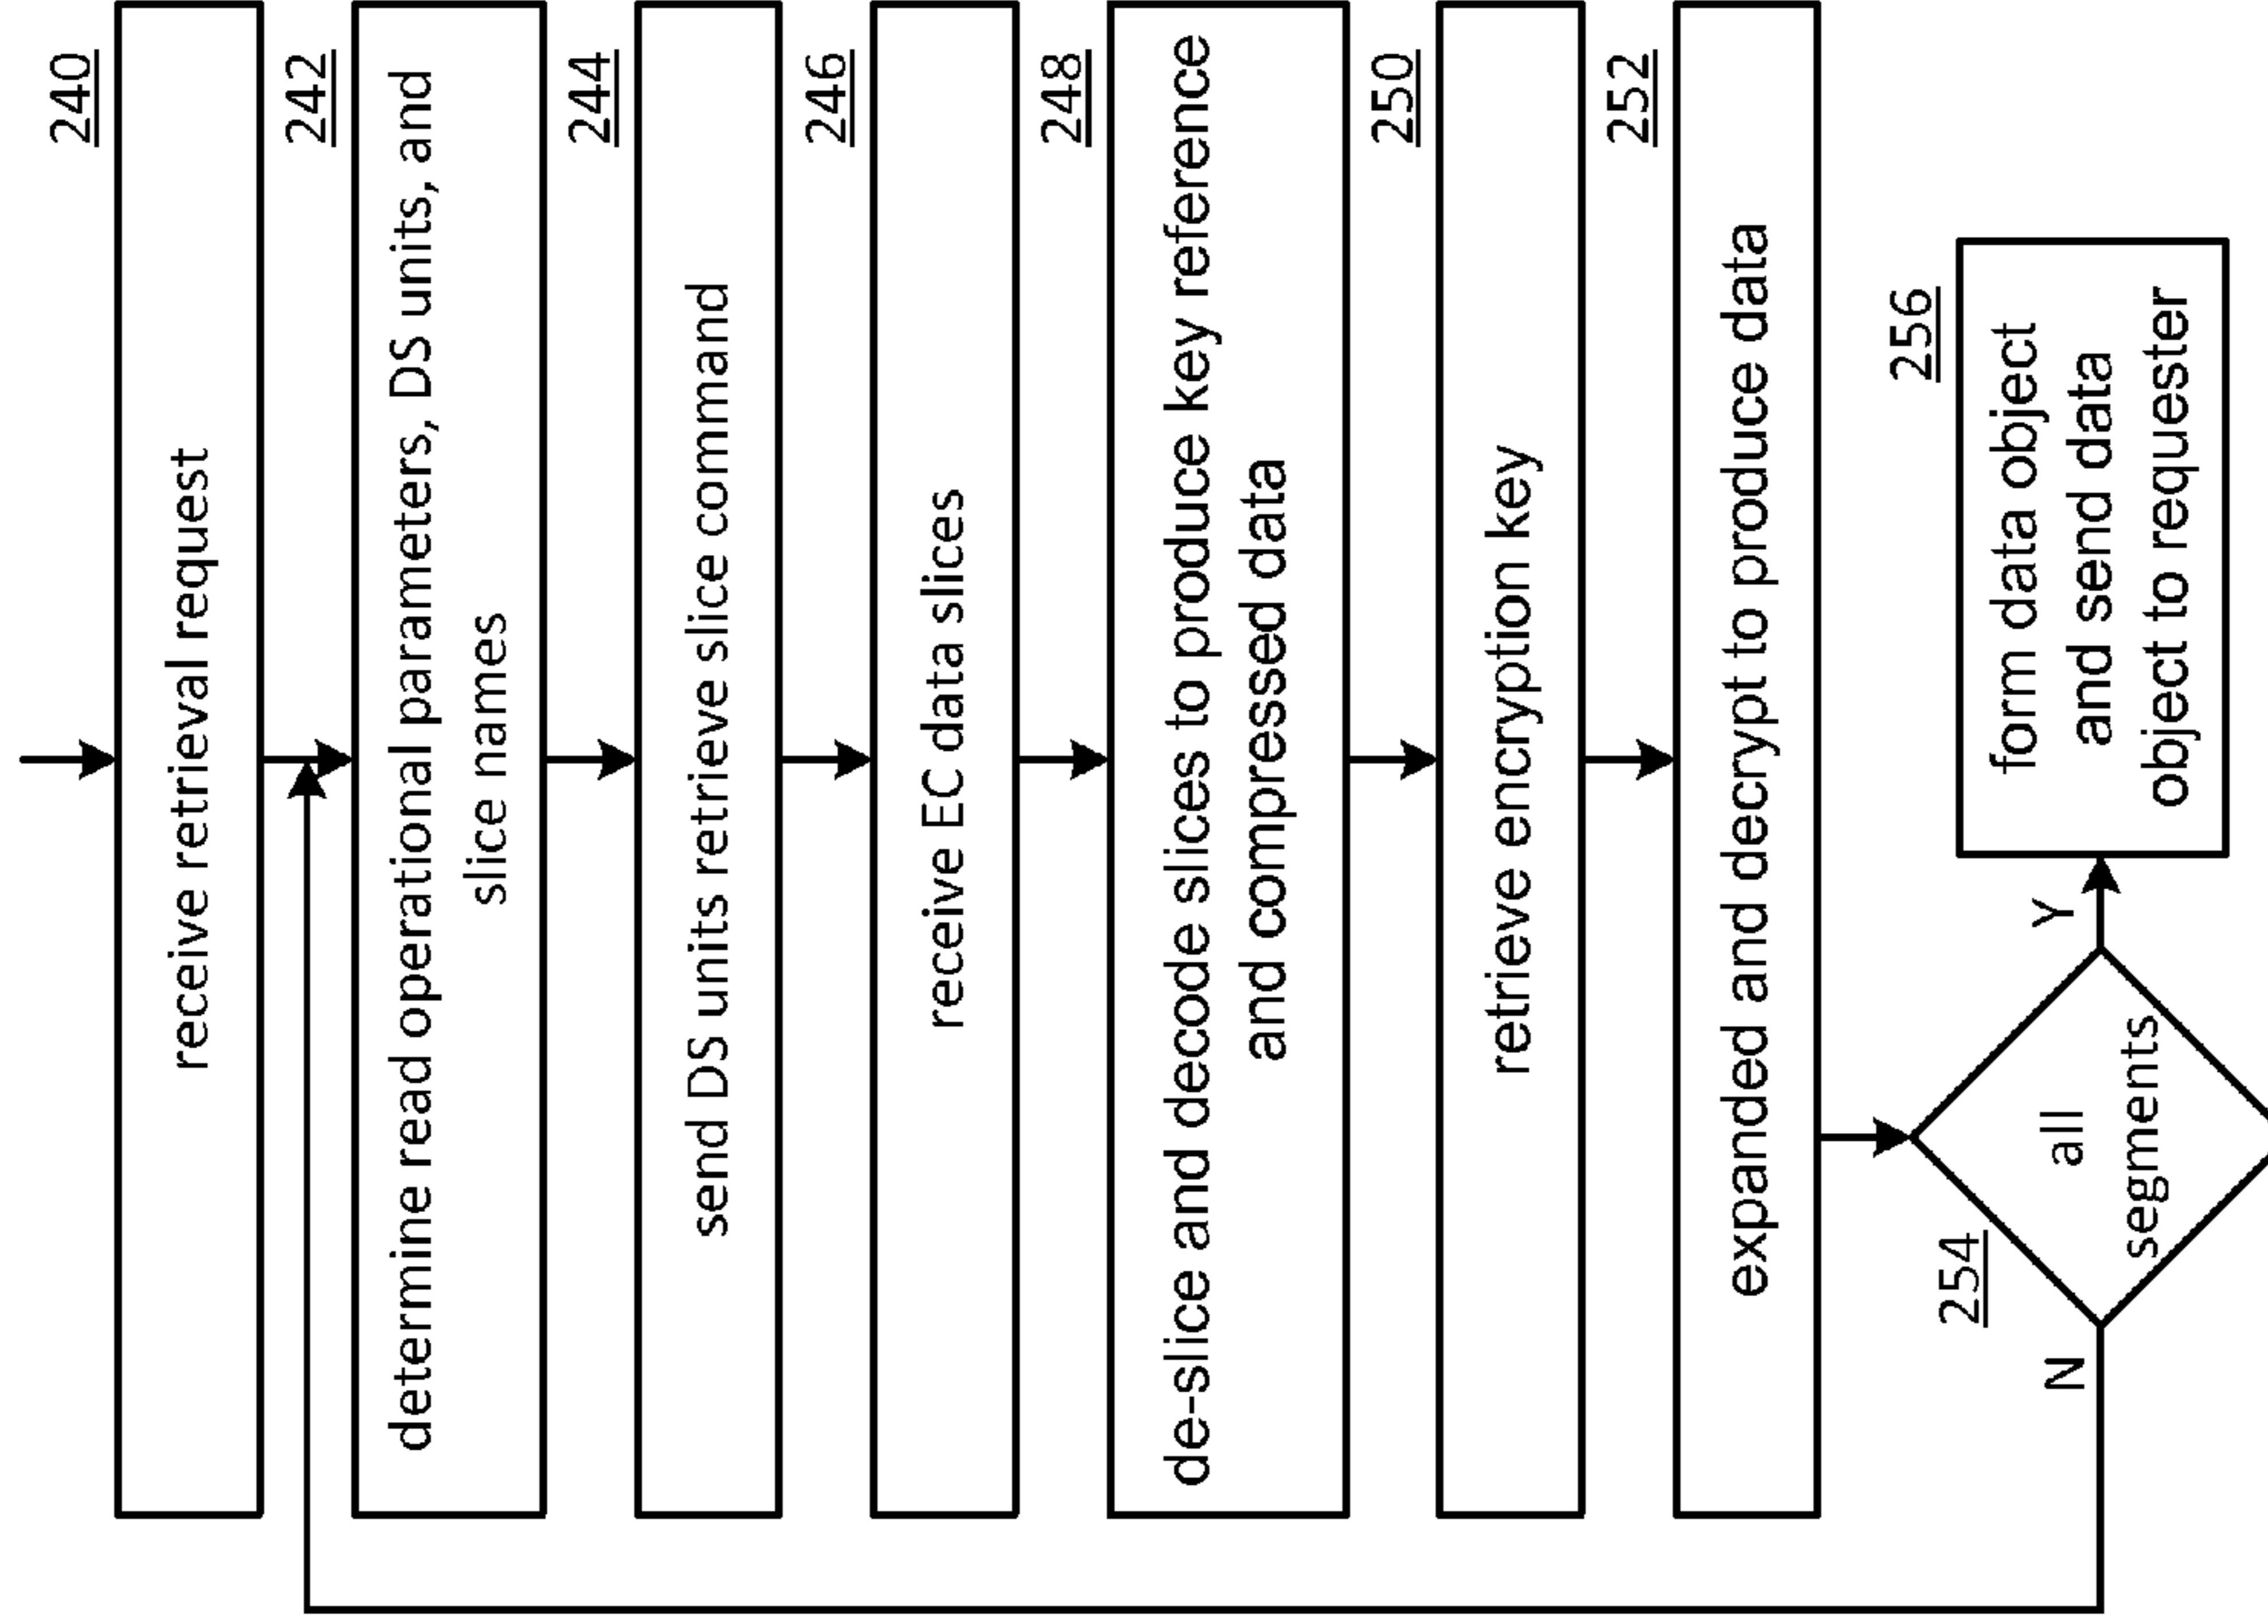 240
receive retrieval request
242
determine read operational parameters, DS units, and
slice names
244
send DS units retrieve slice command
246
receive EC data slices
248
de-slice and decode slices to produce key reference
and compressed data
250
retrieve encryption key
252
expanded and decrypt to produce data
254
all
segments
N
Y
256
form data object
and send data
object to requester